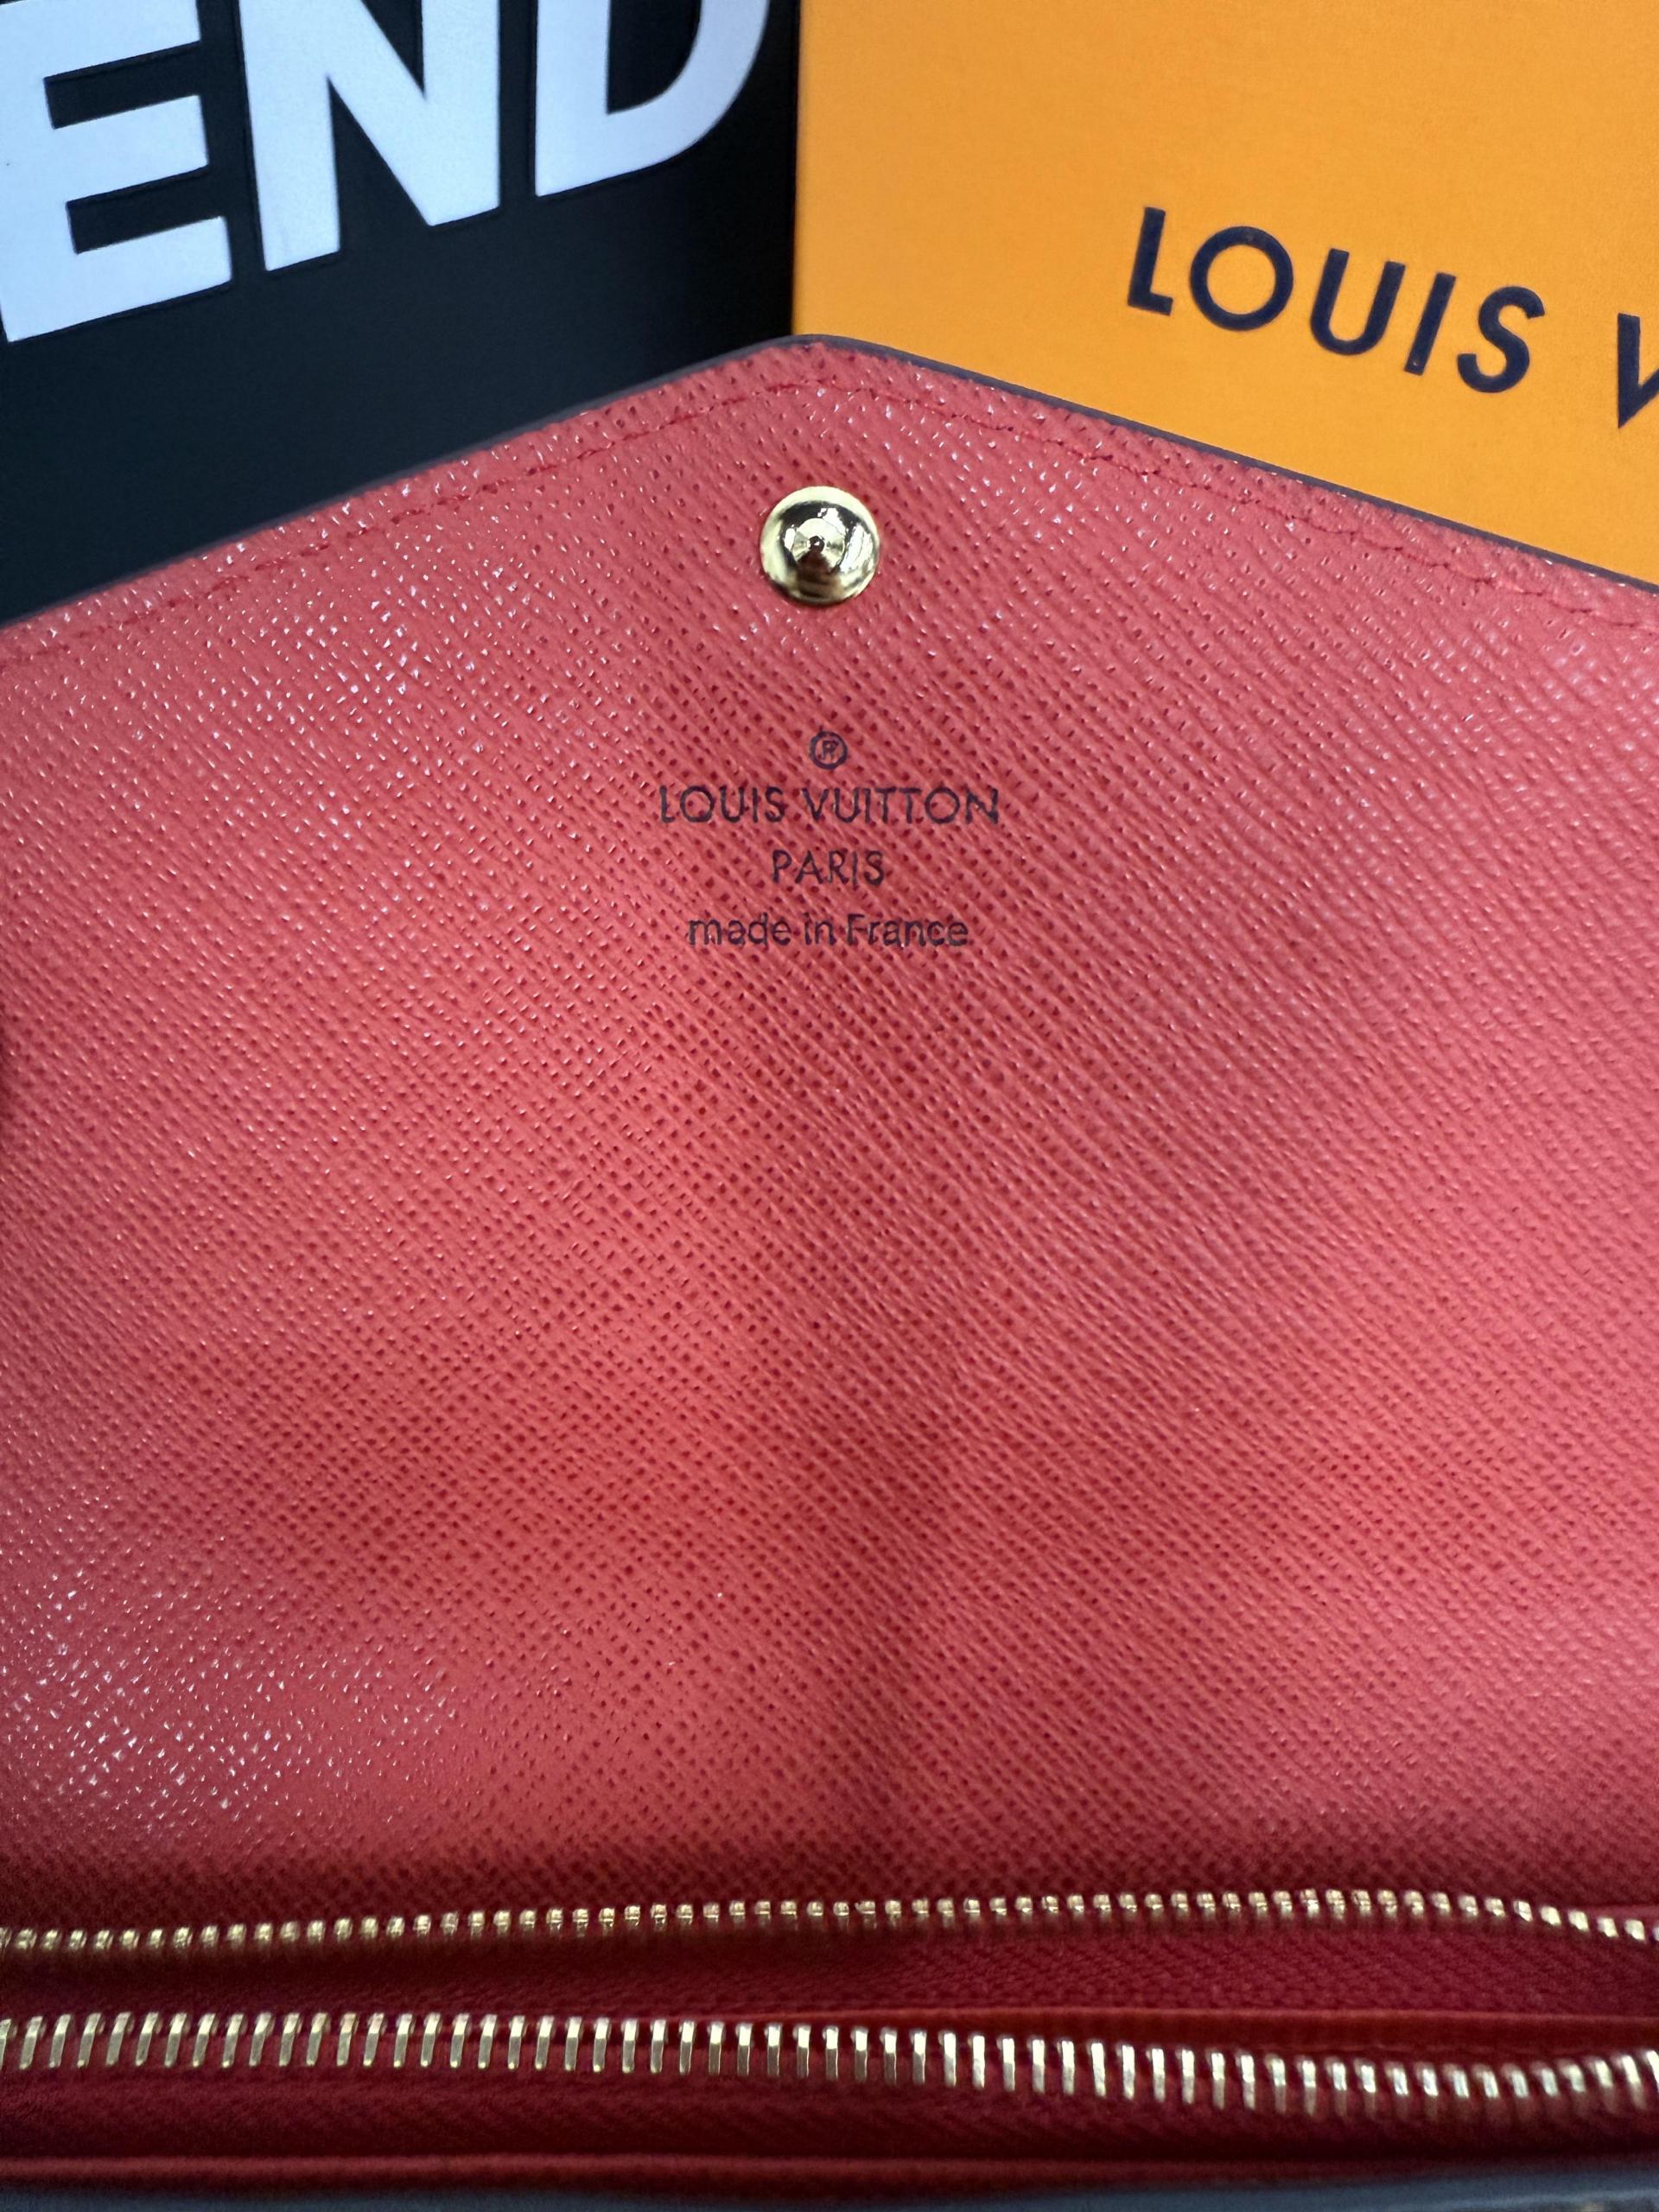 END
LOUIS V
®
LOUIS VUITTON
PARIS
made in France